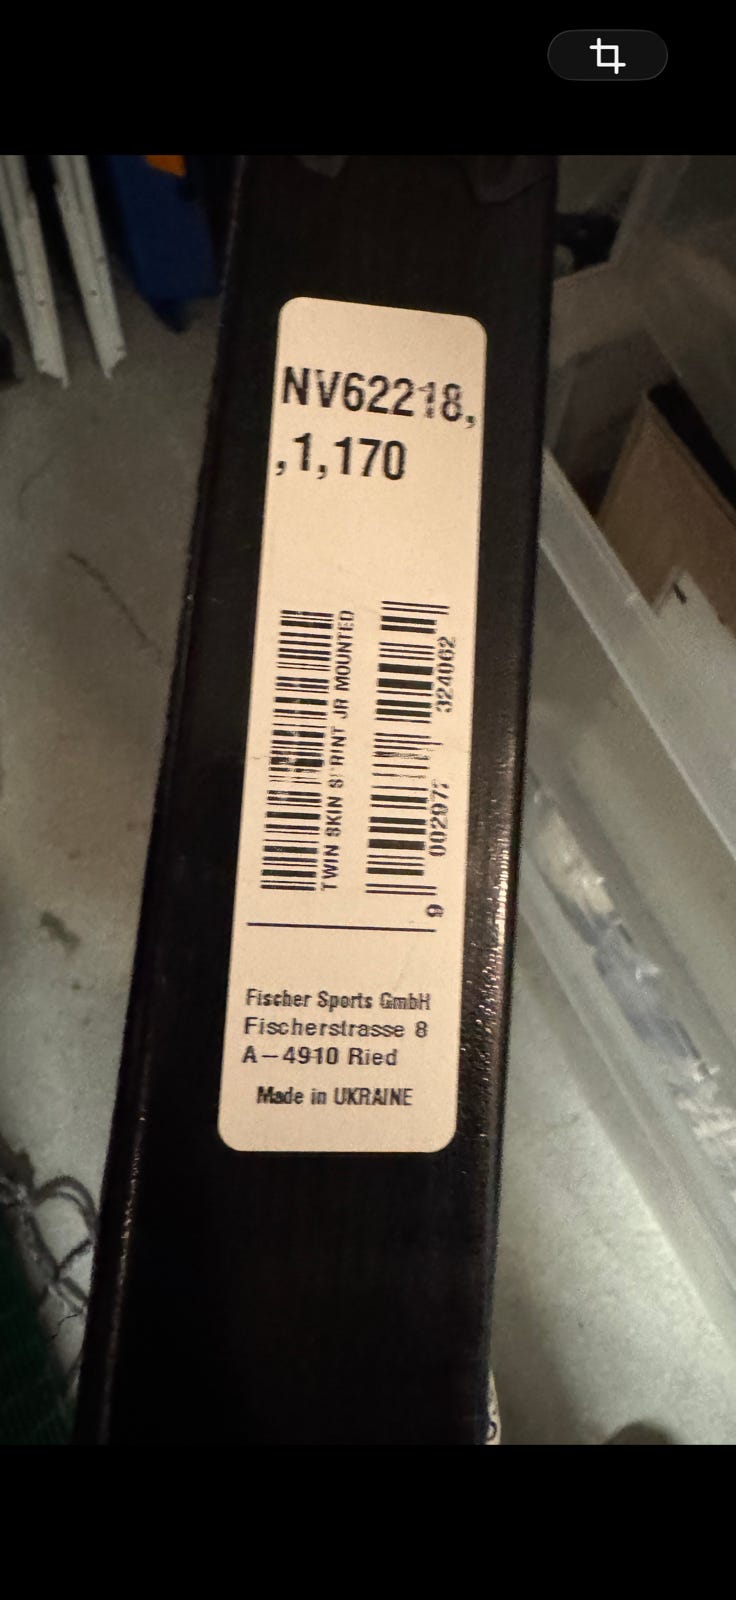 NV62218,
,1,170
TWIN SKIN SPRINT JR MOUNTED
324062
9
Fischer Sports GmbH
Fischerstrasse 8
A-4910 Ried
Made in UKRAINE